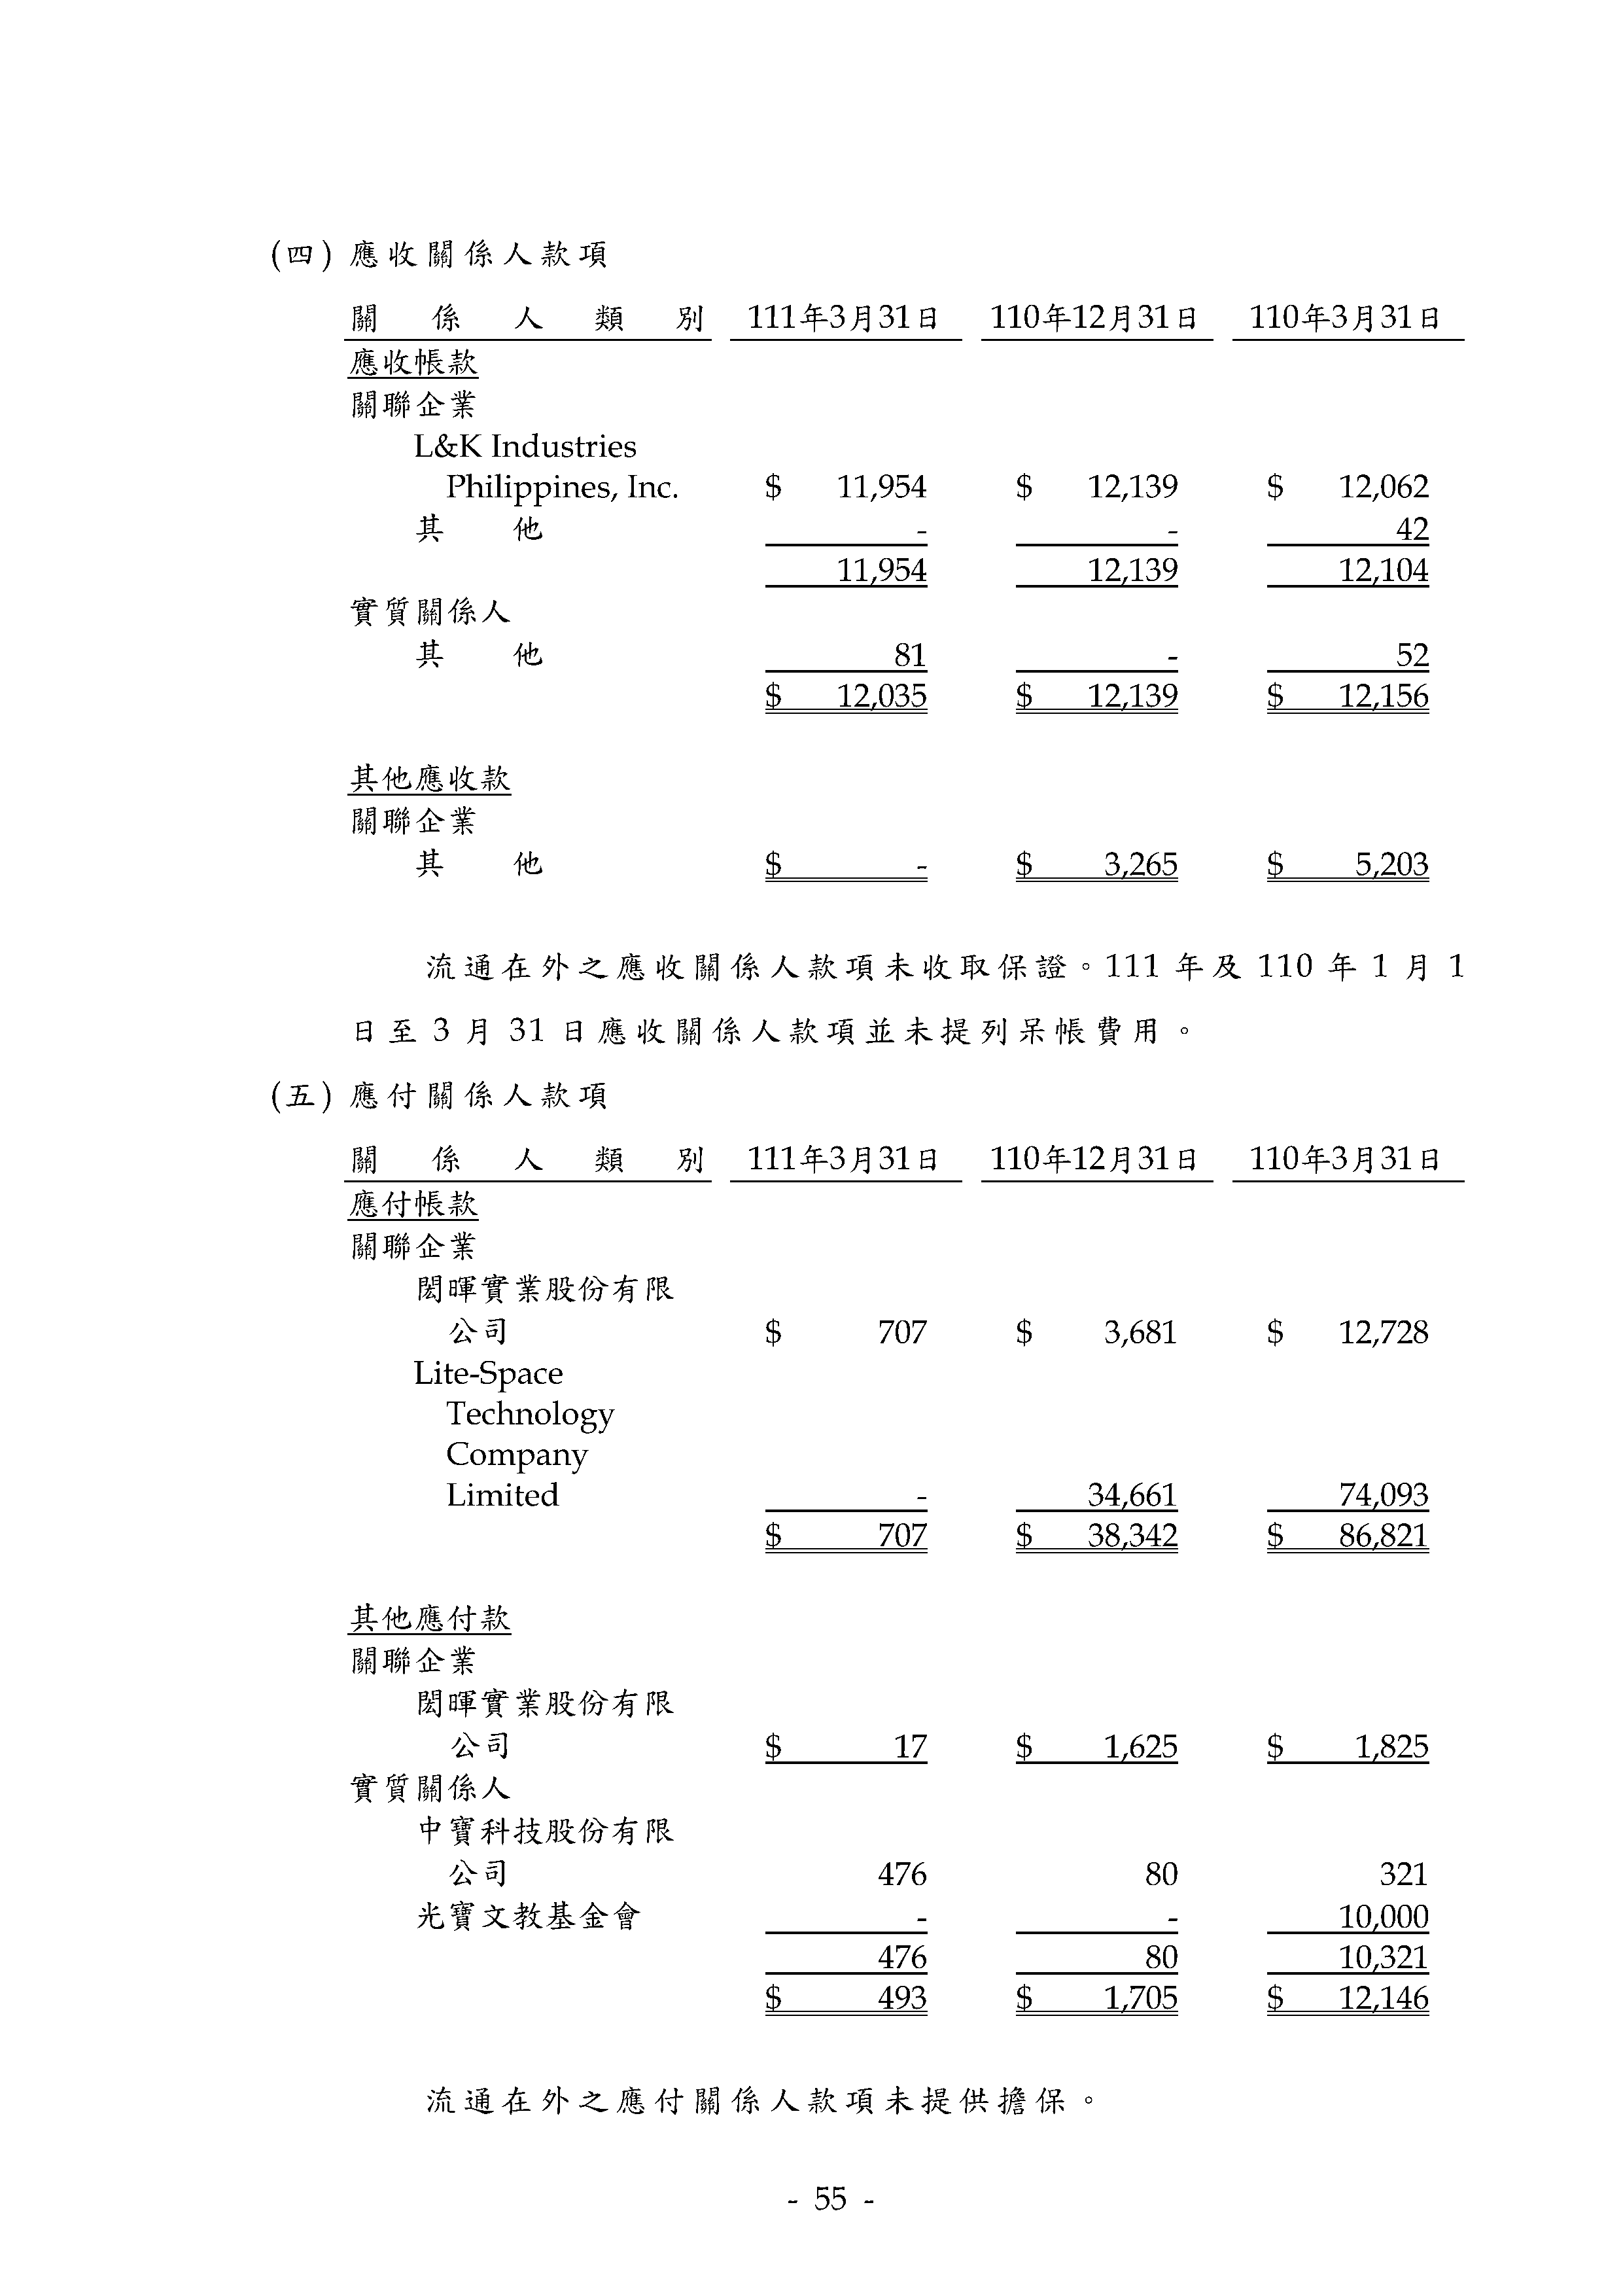 (四) 應收關係人款項
關係人類別 111年3月31日 110年12月31日 110年3月31日
應收帳款
關聯企業
L&K Industries
Philippines, Inc. $ 11,954 $ 12,139 $ 12,062
其他 - - 42
11,954 12,139 12,104
實質關係人
其他 81 - 52
$ 12,035 $ 12,139 $ 12,156
其他應收款
關聯企業
其他 $ - $ 3,265 $ 5,203
流通在外之應收關係人款項未收取保證。111 年及 110 年 1 月 1
日至 3 月 31 日應收關係人款項並未提列呆帳費用。
(五) 應付關係人款項
關係人類別 111年3月31日 110年12月31日 110年3月31日
應付帳款
關聯企業
閎暉實業股份有限
公司 $ 707 $ 3,681 $ 12,728
Lite-Space
Technology
Company
Limited - 34,661 74,093
$ 707 $ 38,342 $ 86,821
其他應付款
關聯企業
閎暉實業股份有限
公司 $ 17 $ 1,625 $ 1,825
實質關係人
中寶科技股份有限
公司 476 80 321
光寶文教基金會 - - 10,000
476 80 10,321
$ 493 $ 1,705 $ 12,146
流通在外之應付關係人款項未提供擔保。
- 55 -